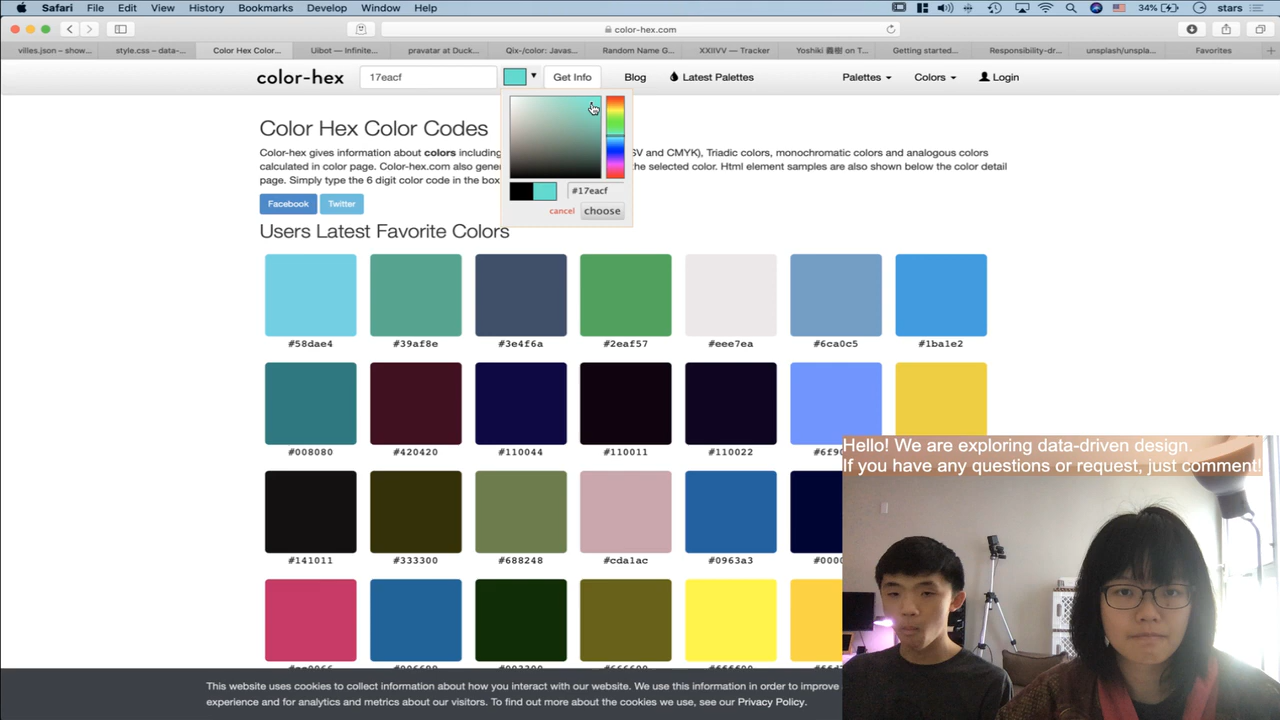 Safari File Edit View History Bookmarks Develop Window Help 34% stars
color-hex.com
villes.json – show... style.css – data-... Color Hex Color... Uibot — Infinite... pravatar at Duck... Qix-/color: Javas... Random Name G... XXIIVV — Tracker Yoshiki 義樹 on T... Getting started... Responsibility-dr... unsplash/unspla... Favorites
color-hex 17eacf Get Info Blog Latest Palettes Palettes Colors Login
Color Hex Color Codes
Color-hex gives information about colors including SV and CMYK), Triadic colors, monochromatic colors and analogous colors
calculated in color page. Color-hex.com also gener the selected color. Html element samples are also shown below the color detail
page. Simply type the 6 digit color code in the box
#17eacf
cancel choose
Facebook Twitter
Users Latest Favorite Colors
#58dae4 #39af8e #3e4f6a #2eaf57 #eee7ea #6ca0c5 #1ba1e2
#008080 #420420 #110044 #110011 #110022 #6f90
Hello! We are exploring data-driven design.
If you have any questions or request, just comment!
#141011 #333300 #688248 #cda1ac #0963a3 #000
This website uses cookies to collect information about how you interact with our website. We use this information in order to improve
experience and for analytics and metrics about our visitors. To find out more about the cookies we use, see our Privacy Policy.